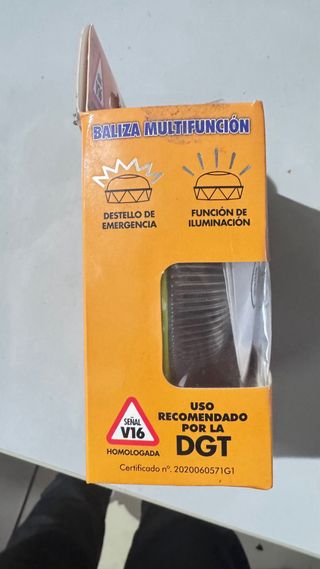 BALIZA MULTIFUNCIÓN
DESTELLO DE
EMERGENCIA
FUNCIÓN DE
ILUMINACIÓN
SEÑAL
V16
HOMOLOGADA
USO
RECOMENDADO
POR LA
DGT
Certificado nº. 2020060571G1